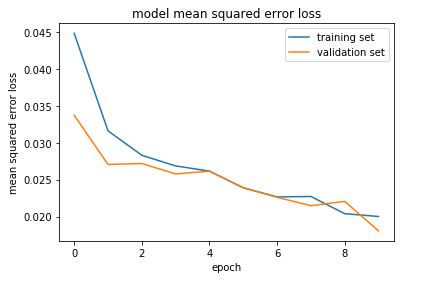 model mean squared error loss
training set
validation set
mean squared error loss
0.045
0.040
0.035
0.030
0.025
0.020
0 2 4 6 8
epoch